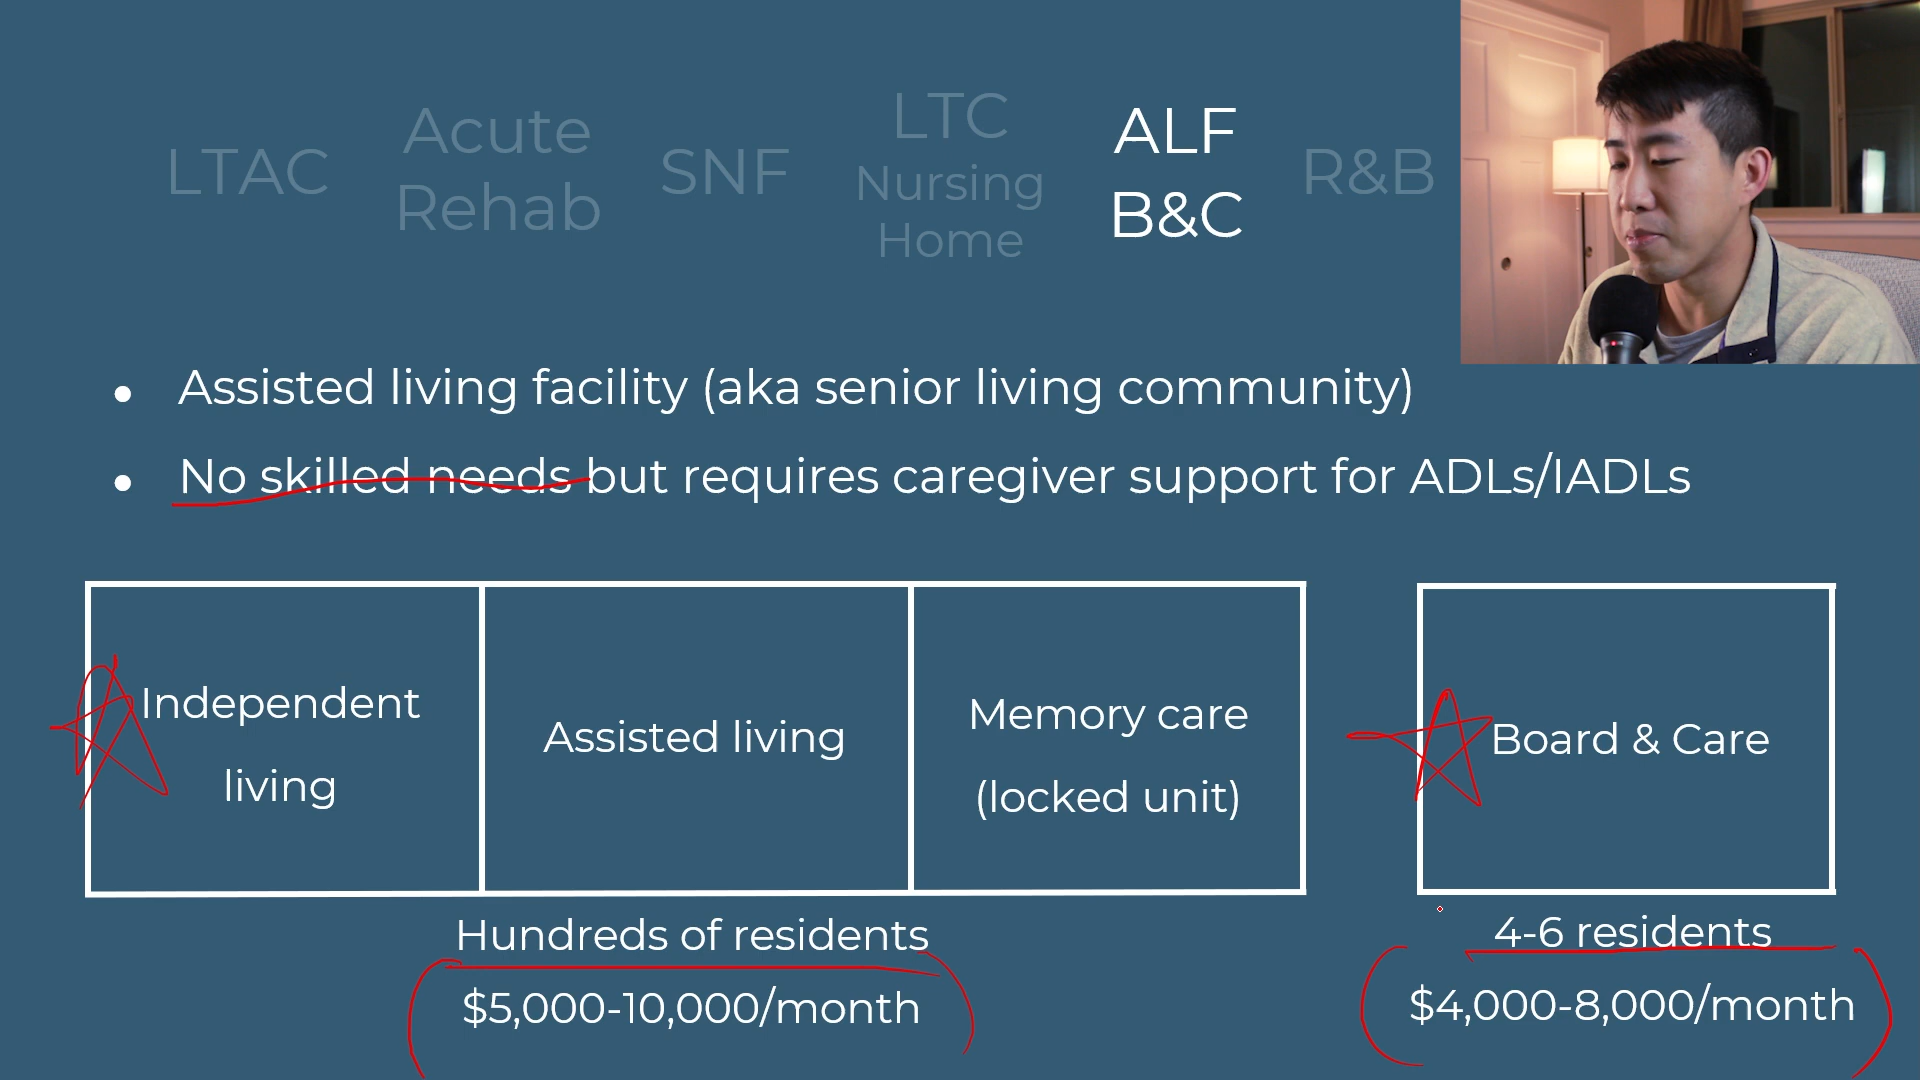 LTAC
Acute
Rehab
SNF
LTC
Nursing
Home
ALF
B&C
R&B
• Assisted living facility (aka senior living community)
• No skilled needs but requires caregiver support for ADLs/IADLs
Independent
living
Assisted living
Memory care
(locked unit)
Board & Care
Hundreds of residents
$5,000-10,000/month
4-6 residents
$4,000-8,000/month